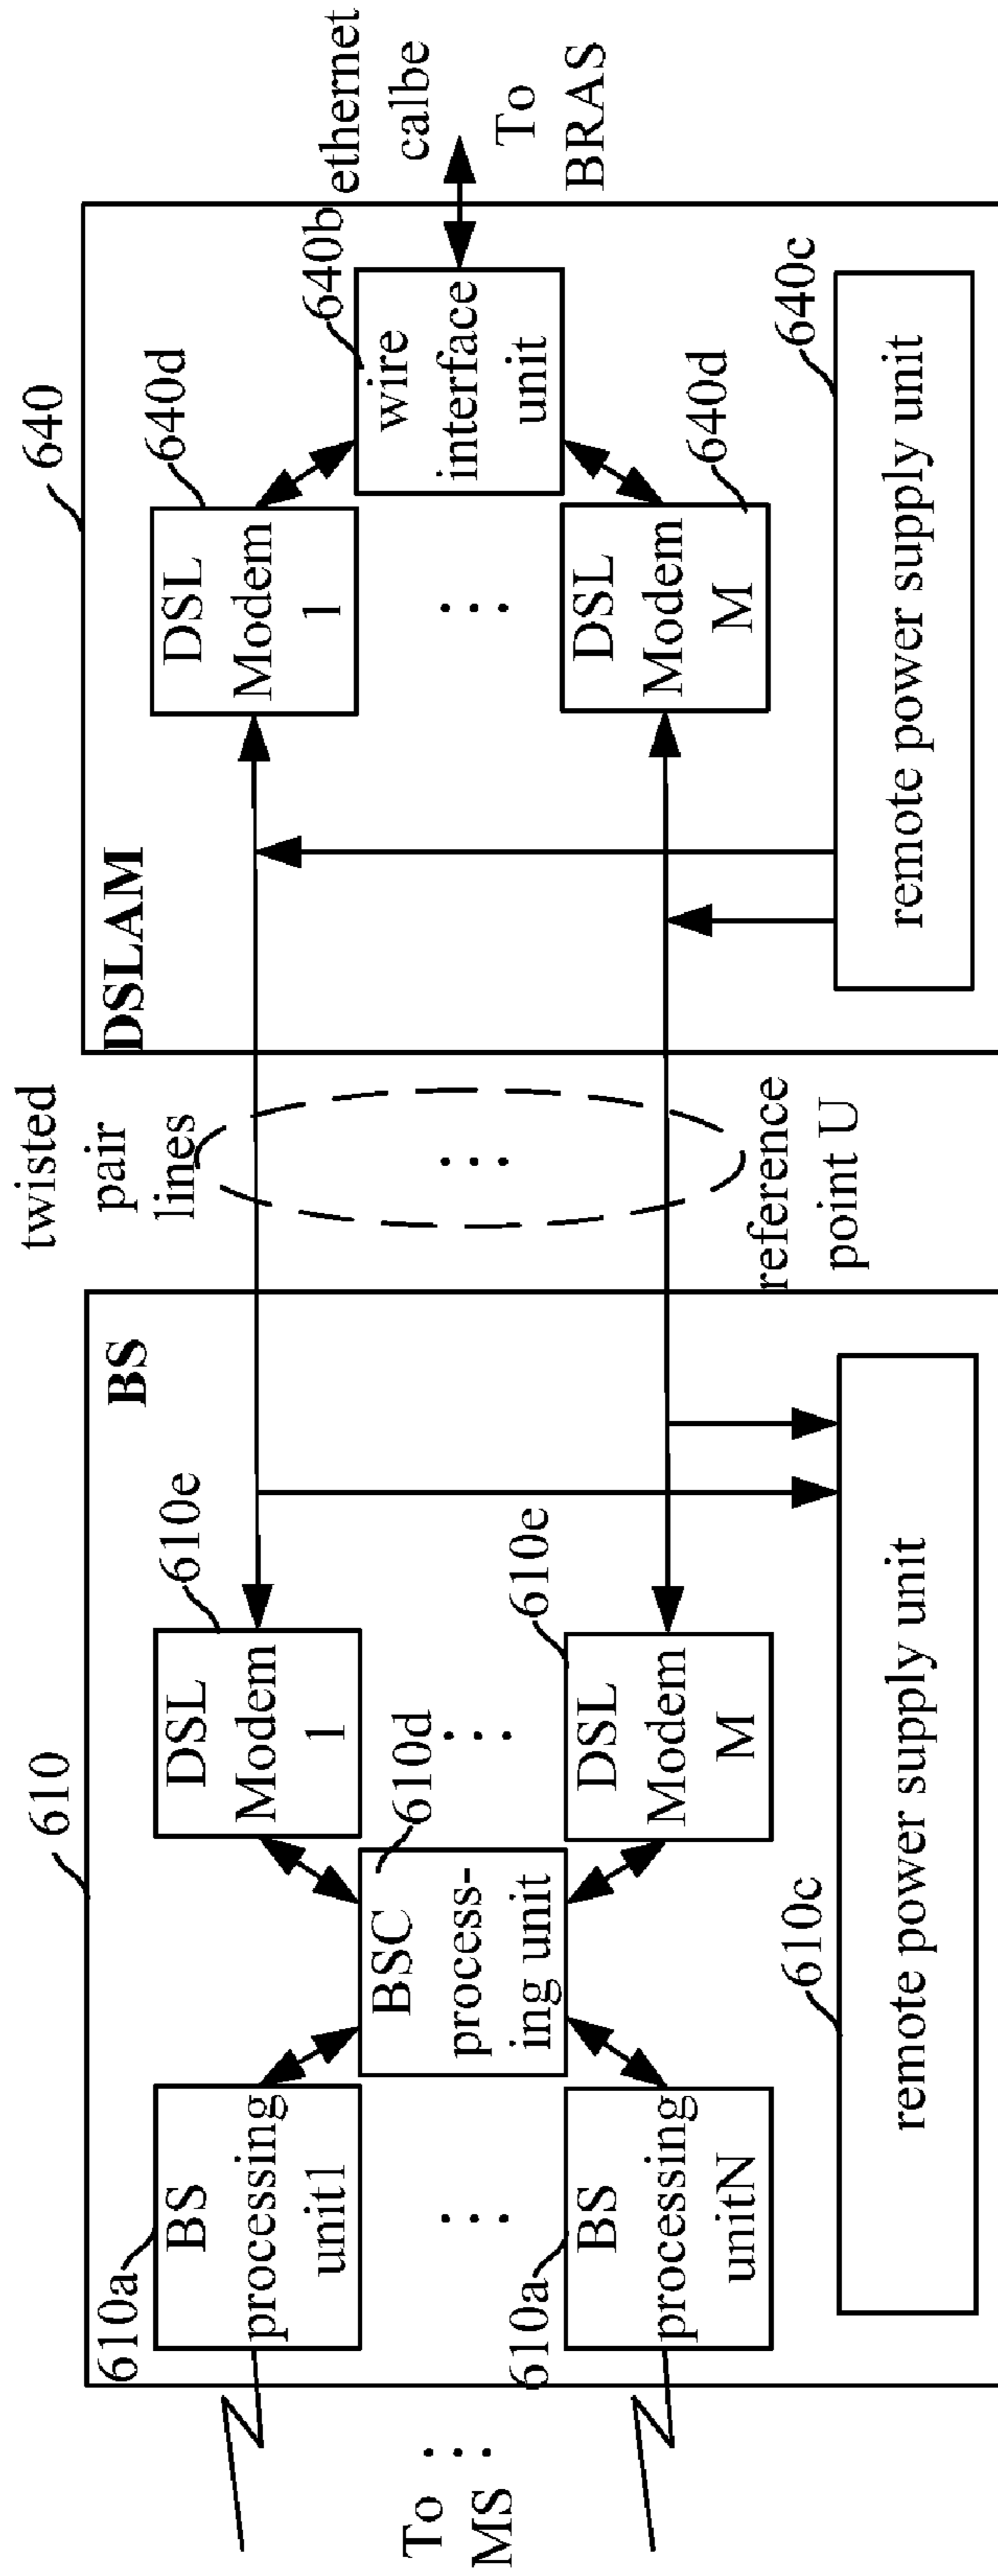 610
640
twisted
pair
lines
ethernet
calbe
To
BRAS
BS
DSLAM
610a
BS
processing
unit1
610e
DSL
Modem
1
DSL
Modem
1
640d
640b
610d
BSC
process-
ing unit
wire
interface
unit
To
MS
...
...
...
...
...
610a
BS
processing
unitN
610e
DSL
Modem
M
DSL
Modem
M
640d
reference
point U
610c
remote power supply unit
640c
remote power supply unit